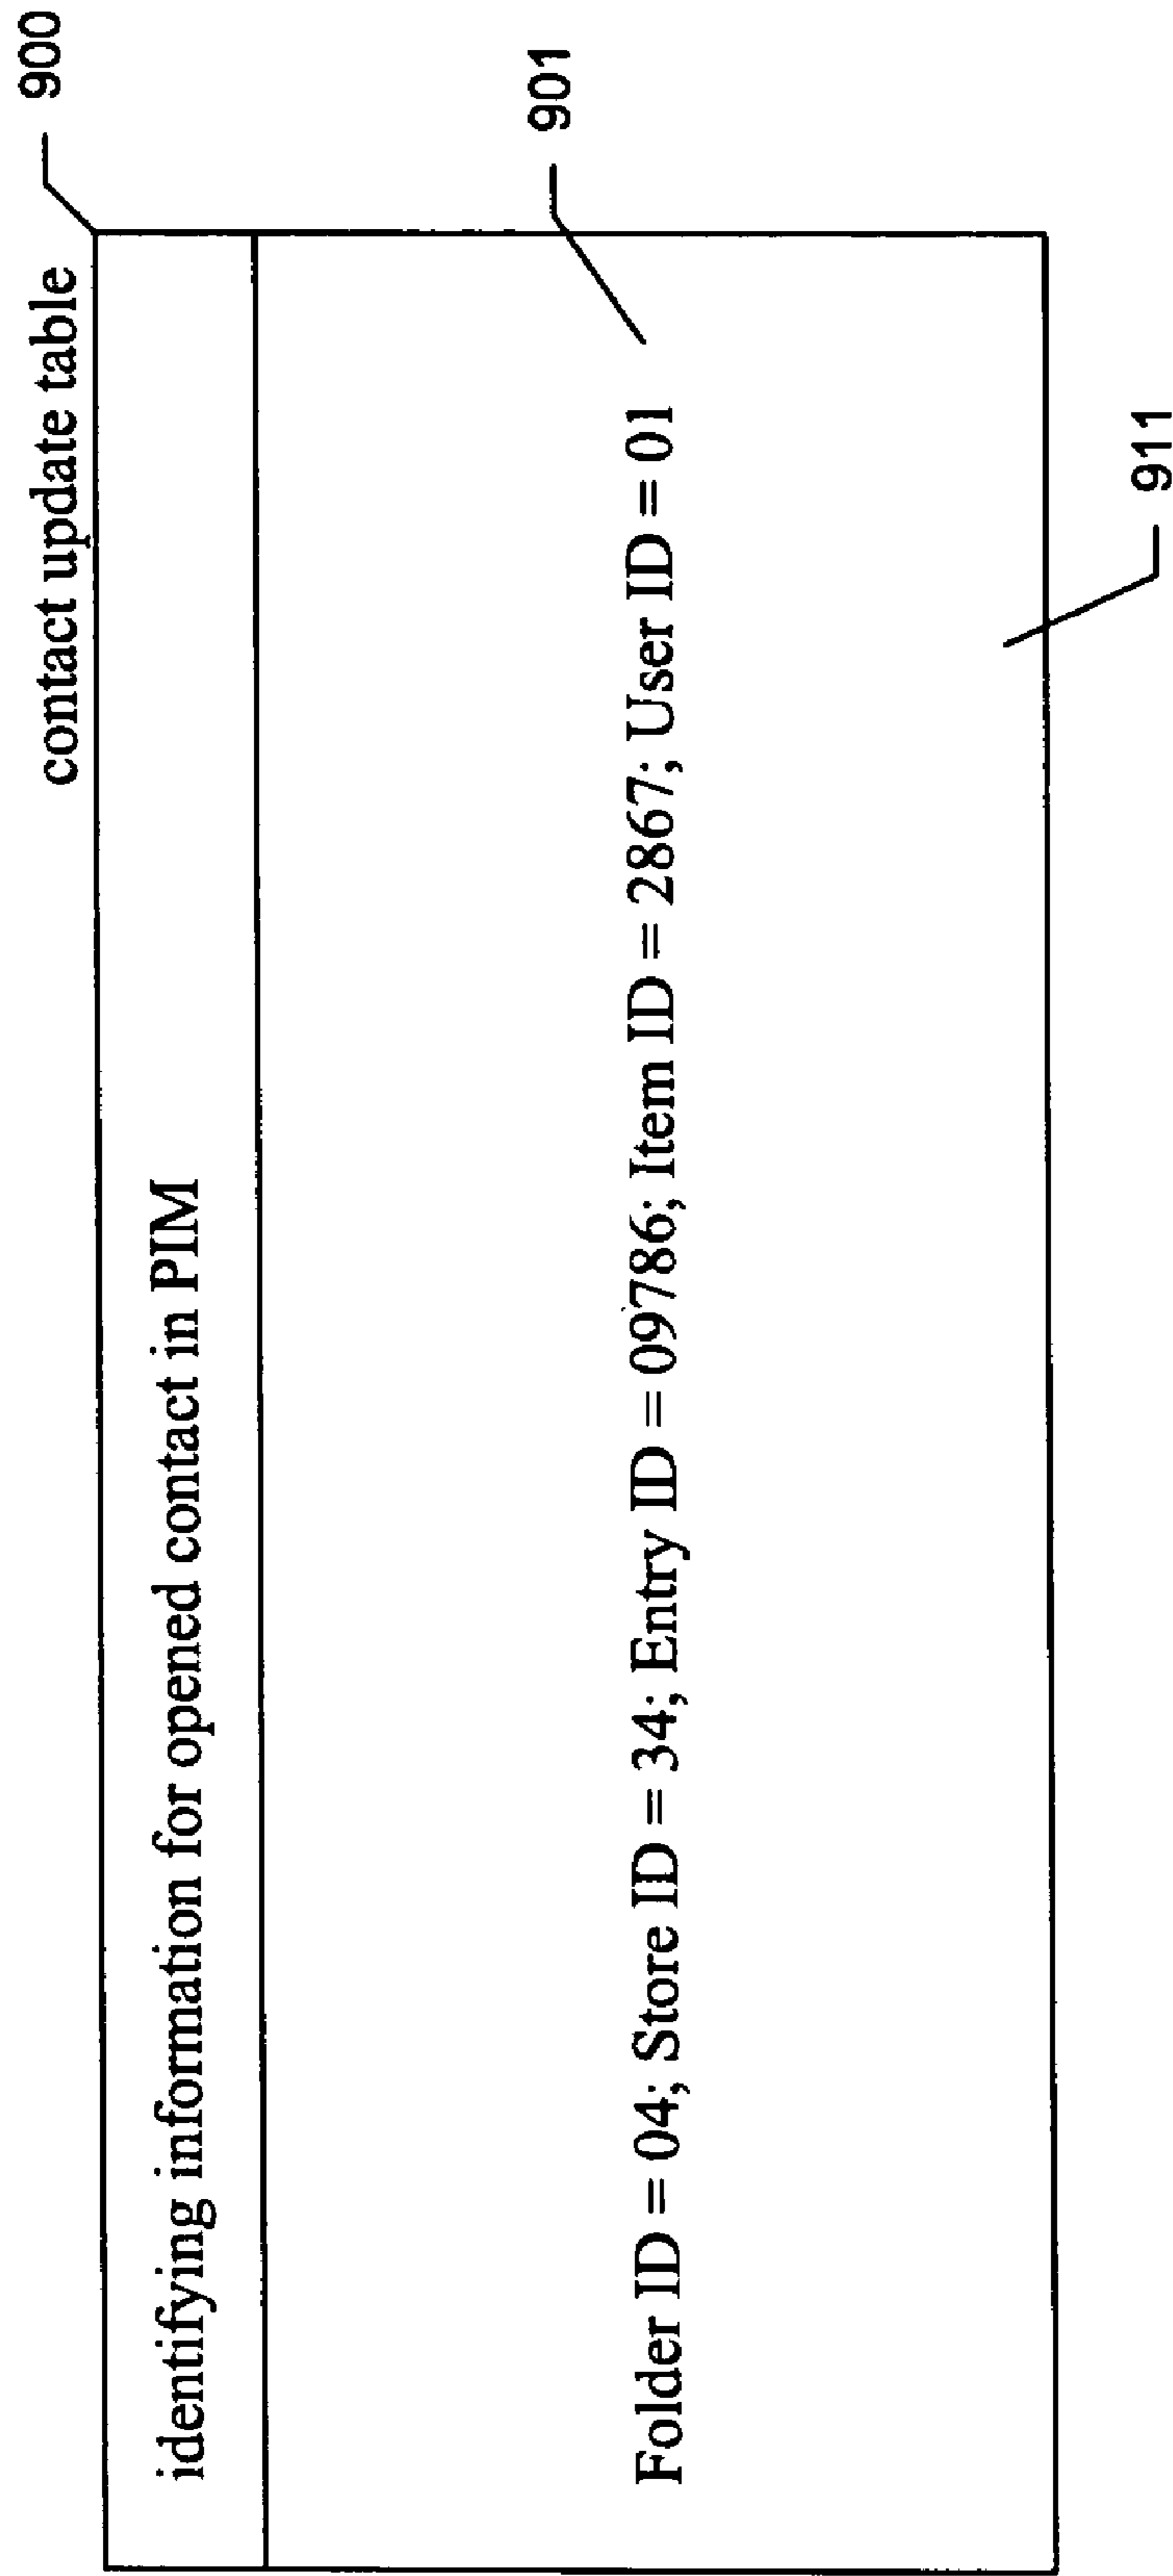 contact update table
900
identifying information for opened contact in PIM
Folder ID = 04; Store ID = 34; Entry ID = 09786; Item ID = 2867; User ID = 01
901
911